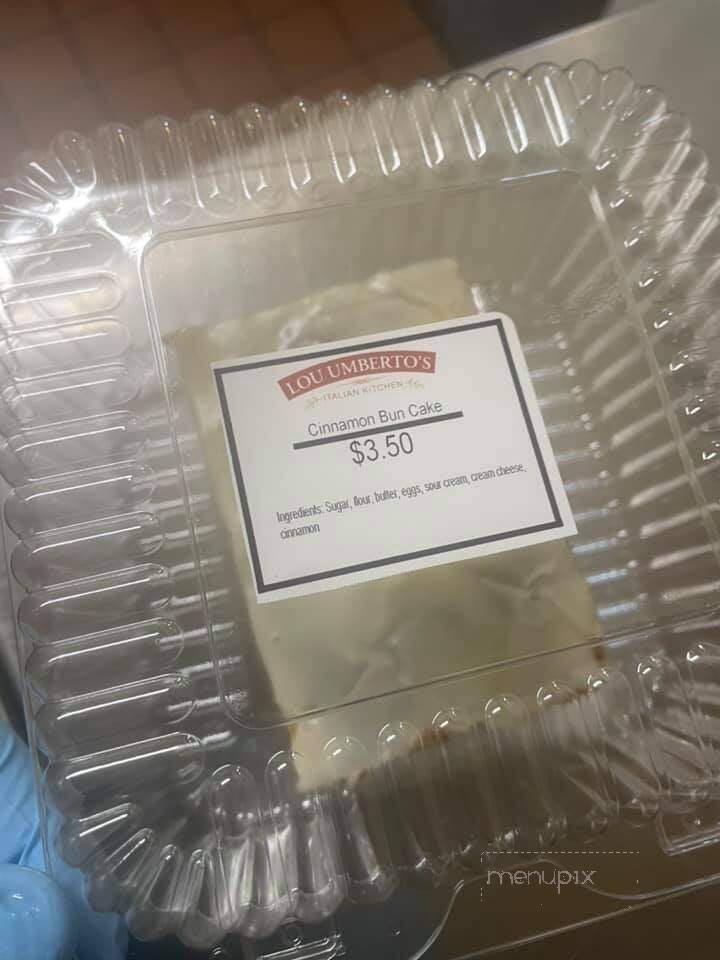 LOU UMBERTO'S
ITALIAN KITCHEN
Cinnamon Bun Cake
$3.50
Ingredients: Sugar, flour, butter, eggs, sour cream, cream cheese,
cinnamon
menupix